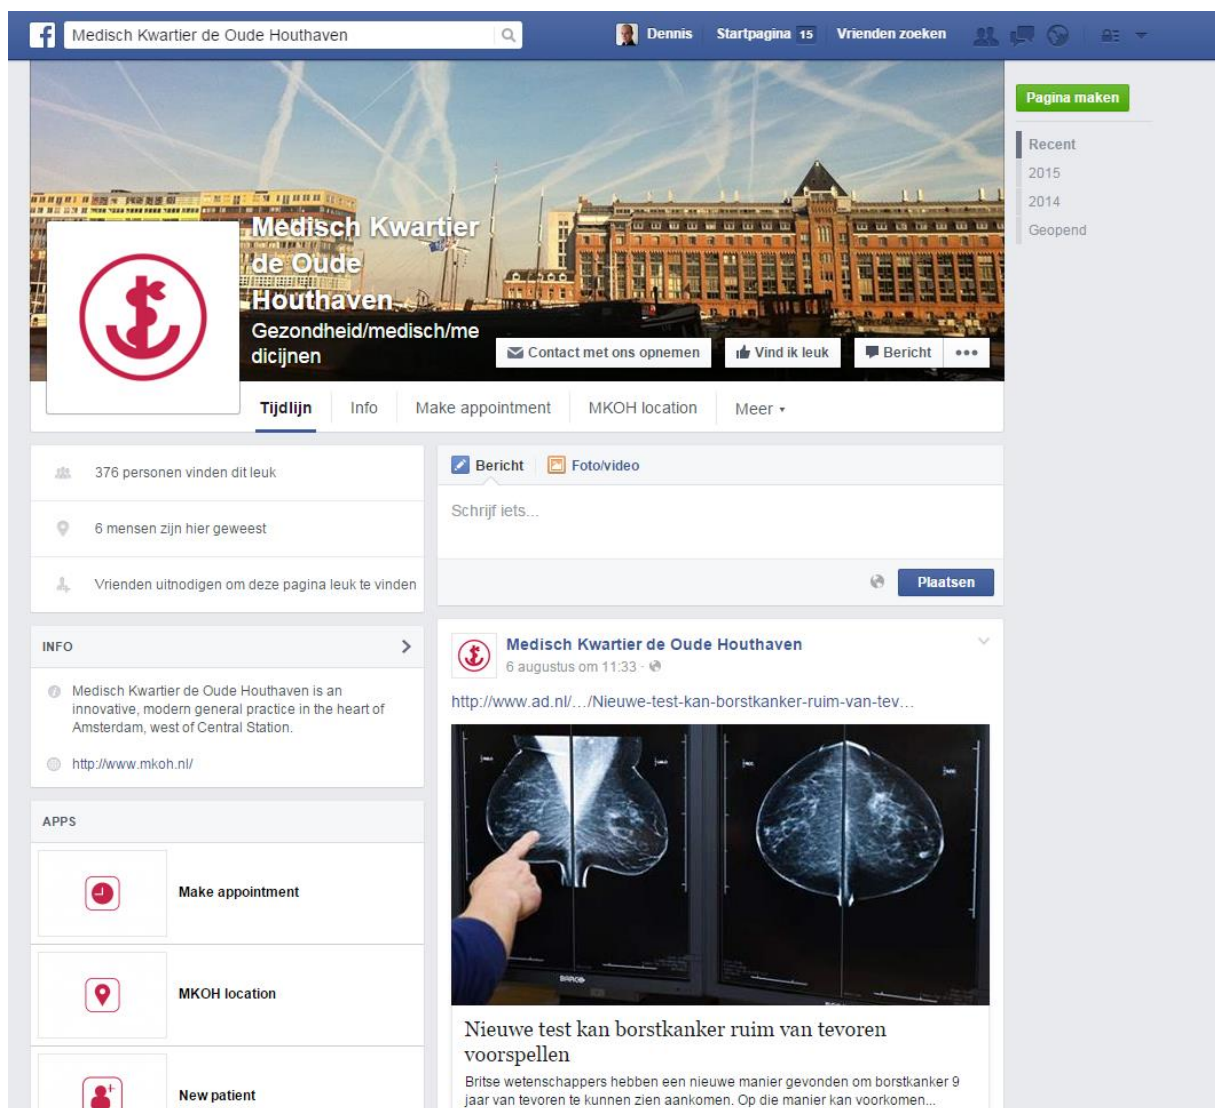 Medisch Kwartier de Oude Houthaven
Dennis
Startpagina 15
Vrienden zoeken
Pagina maken
Recent
2015
2014
Geopend
Medisch Kwartier
de Oude
Houthaven
Gezondheid/medisch/me
dicijnen
Contact met ons opnemen
Vind ik leuk
Bericht
Tijdlijn
Info
Make appointment
MKOH location
Meer
376 personen vinden dit leuk
6 mensen zijn hier geweest
Vrienden uitnodigen om deze pagina leuk te vinden
INFO
Medisch Kwartier de Oude Houthaven is an
innovative, modern general practice in the heart of
Amsterdam, west of Central Station.
http://www.mkoh.nl/
APPS
Make appointment
MKOH location
New patient
Bericht
Foto/video
Schrijf iets...
Plaatsen
Medisch Kwartier de Oude Houthaven
6 augustus om 11:33 ·
http://www.ad.nl/.../Nieuwe-test-kan-borstkanker-ruim-van-tev...
BARCO
Nieuwe test kan borstkanker ruim van tevoren
voorspellen
Britse wetenschappers hebben een nieuwe manier gevonden om borstkanker 9
jaar van tevoren te kunnen zien aankomen. Op die manier kan voorkomen...